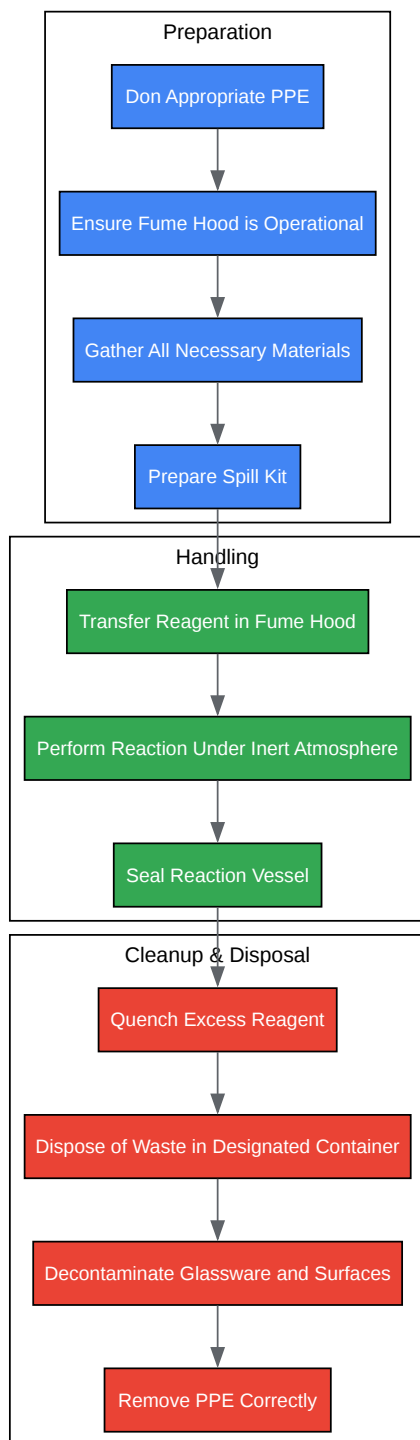 Preparation
Don Appropriate PPE
Ensure Fume Hood is Operational
Gather All Necessary Materials
Prepare Spill Kit
Handling
Transfer Reagent in Fume Hood
Perform Reaction Under Inert Atmosphere
Seal Reaction Vessel
Cleanup & Disposal
Quench Excess Reagent
Dispose of Waste in Designated Container
Decontaminate Glassware and Surfaces
Remove PPE Correctly